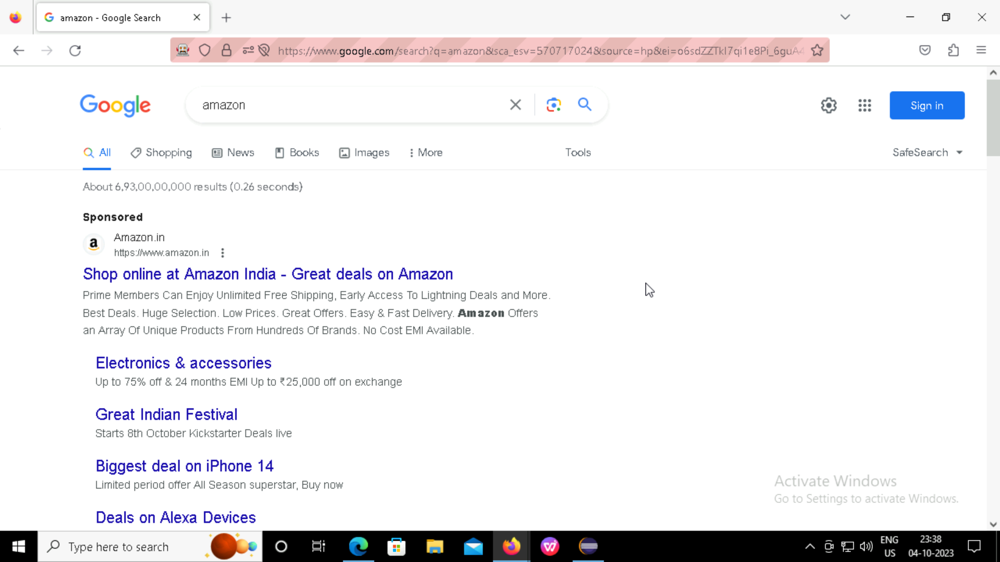 amazon - Google Search
https://www.google.com/search?q=amazon&sca_esv=570717024&source=hp&ei=o6sdZZTkI7qi1e8Pi_6guA4
Google
amazon
Sign in
All
Shopping
News
Books
Images
More
Tools
SafeSearch
About 6,93,00,00,000 results (0.26 seconds)
Sponsored
a
Amazon.in
https://www.amazon.in
Shop online at Amazon India - Great deals on Amazon
Prime Members Can Enjoy Unlimited Free Shipping, Early Access To Lightning Deals and More.
Best Deals. Huge Selection. Low Prices. Great Offers. Easy & Fast Delivery. Amazon Offers
an Array Of Unique Products From Hundreds Of Brands. No Cost EMI Available.
Electronics & accessories
Up to 75% off & 24 months EMI Up to ₹25,000 off on exchange
Great Indian Festival
Starts 8th October Kickstarter Deals live
Biggest deal on iPhone 14
Limited period offer All Season superstar, Buy now
Deals on Alexa Devices
Activate Windows
Go to Settings to activate Windows.
Type here to search
ENG
US
23:38
04-10-2023